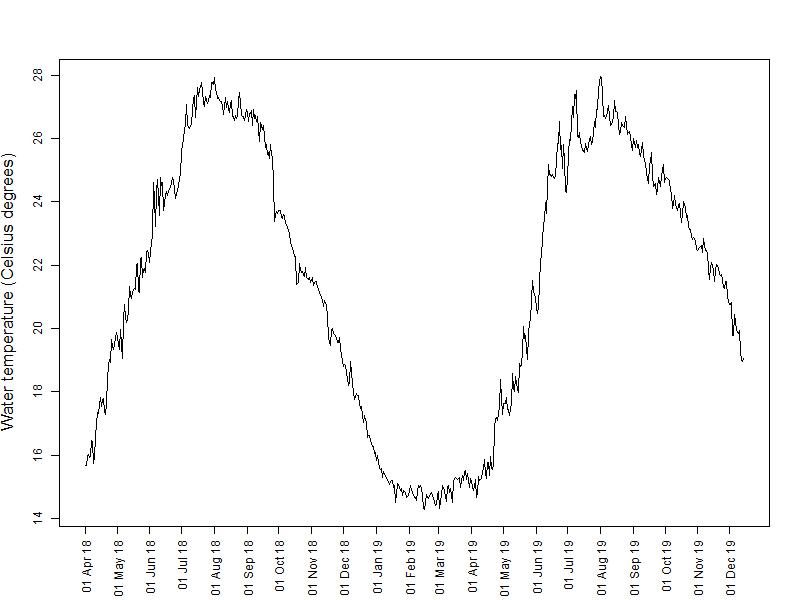 Water temperature (Celsius degrees)
28
26
24
22
20
18
16
14
01 Apr 18
01 May 18
01 Jun 18
01 Jul 18
01 Aug 18
01 Sep 18
01 Oct 18
01 Nov 18
01 Dec 18
01 Jan 19
01 Feb 19
01 Mar 19
01 Apr 19
01 May 19
01 Jun 19
01 Jul 19
01 Aug 19
01 Sep 19
01 Oct 19
01 Nov 19
01 Dec 19